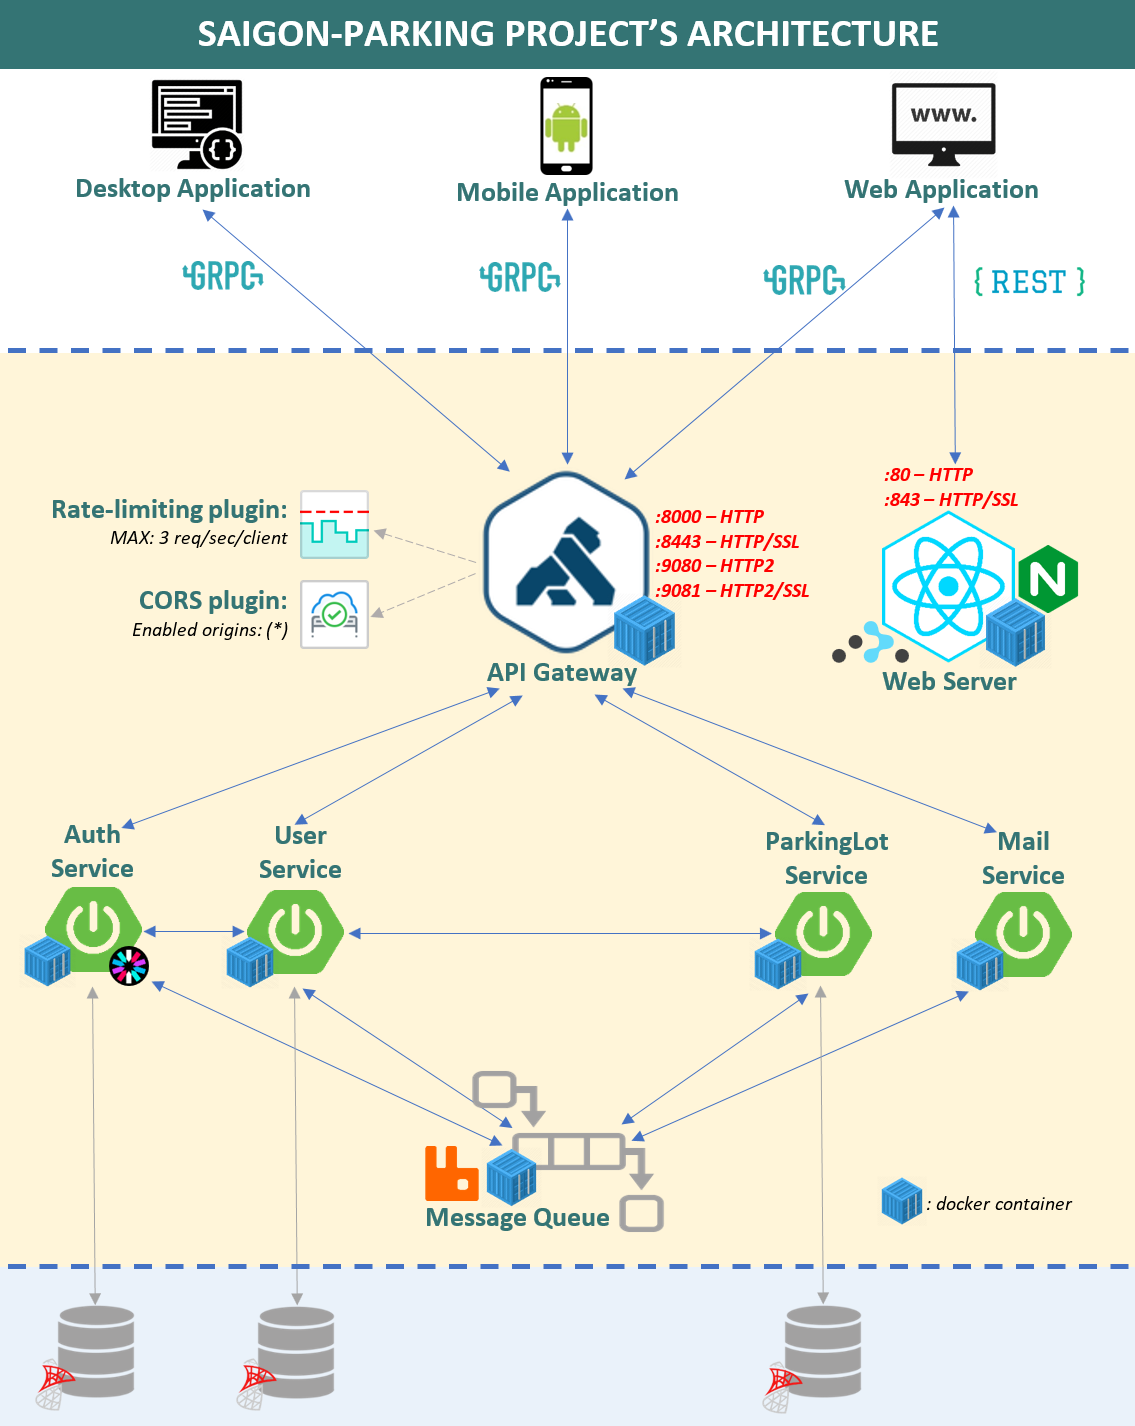 SAIGON-PARKING PROJECT'S ARCHITECTURE
www.
Desktop Application
Mobile Application
Web Application
GRPC
GRPC
GRPC
{ REST }
:80 – HTTP
:843 – HTTP/SSL
Rate-limiting plugin:
MAX: 3 req/sec/client
:8000 – HTTP
:8443 – HTTP/SSL
:9080 – HTTP2
:9081 – HTTP2/SSL
CORS plugin:
Enabled origins: (*)
N
API Gateway
Web Server
Auth
Service
User
Service
ParkingLot
Service
Mail
Service
Message Queue
: docker container